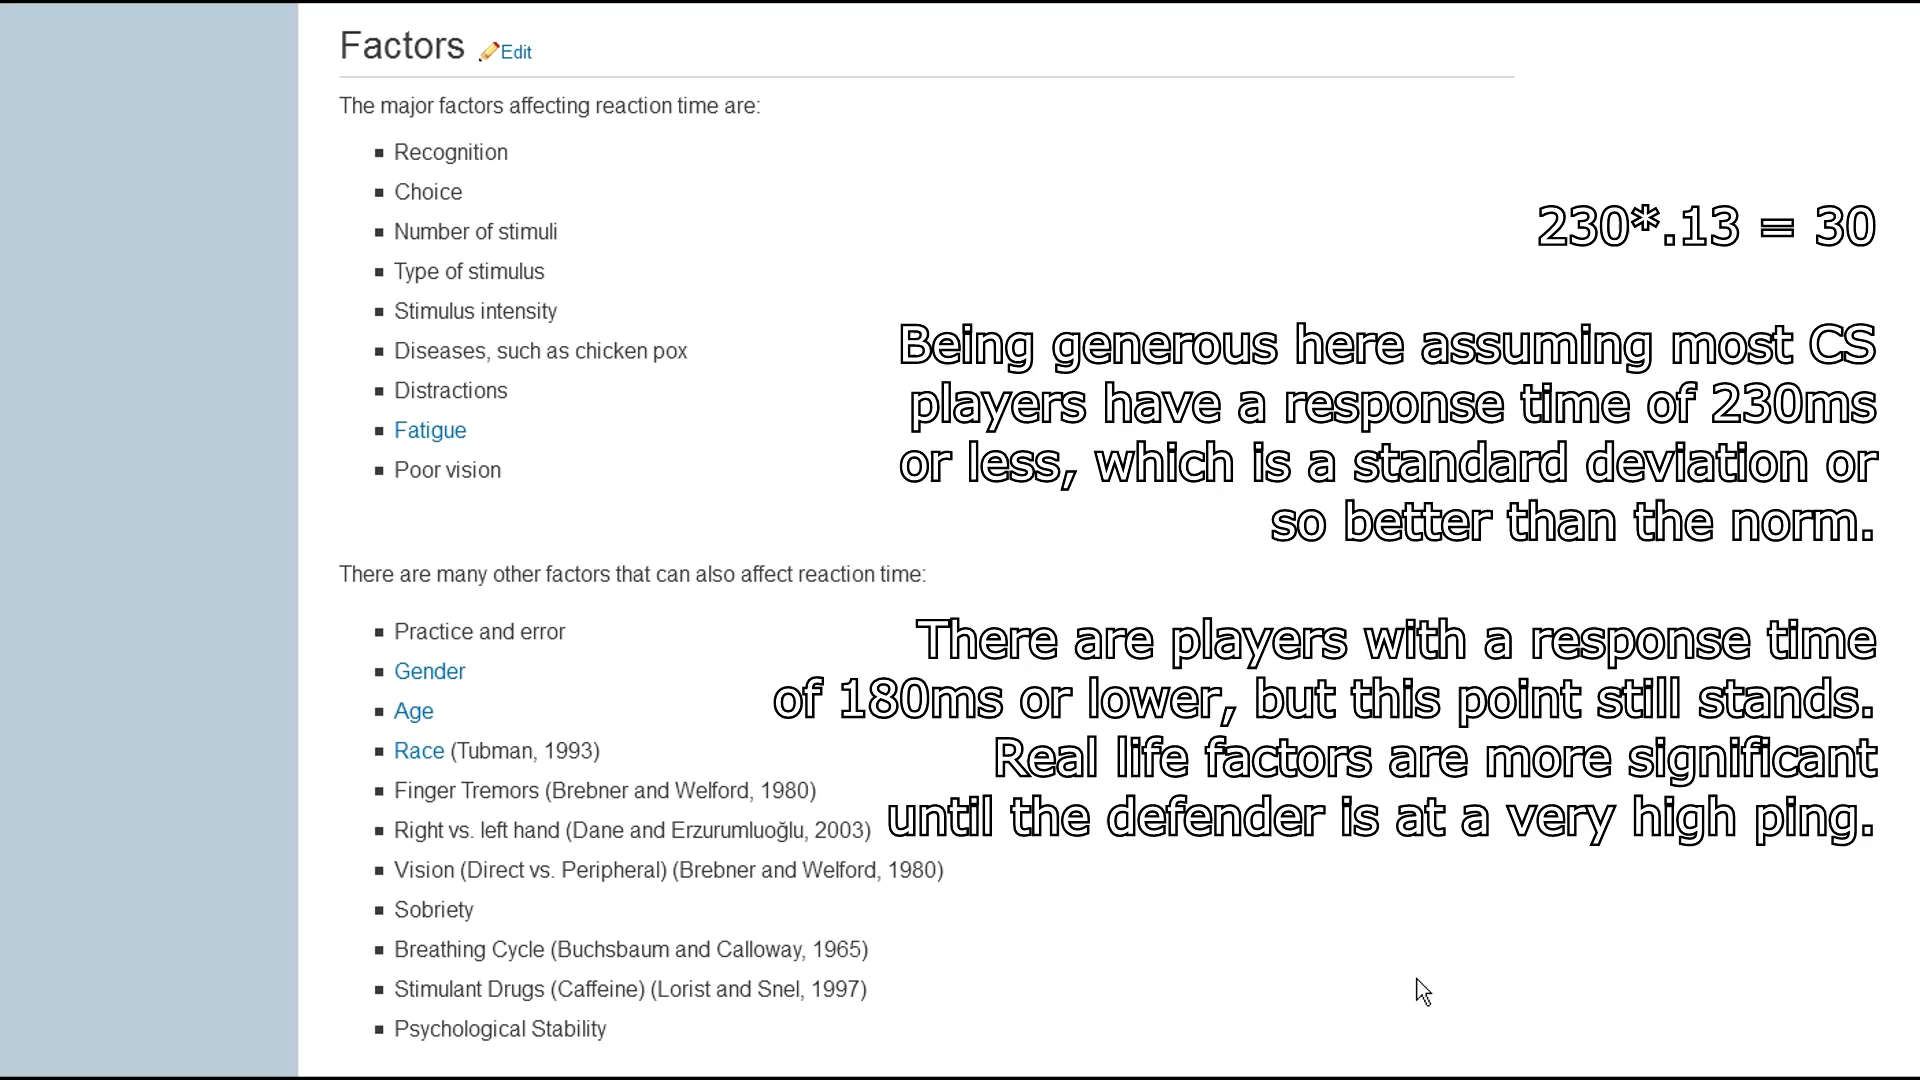 Factors Edit
The major factors affecting reaction time are:
Recognition
Choice
Number of stimuli
Type of stimulus
Stimulus intensity
Diseases, such as chicken pox
Distractions
Fatigue
Poor vision
There are many other factors that can also affect reaction time:
Practice and error
Gender
Age
Race (Tubman, 1993)
Finger Tremors (Brebner and Welford, 1980)
Right vs. left hand (Dane and Erzurumluoğlu, 2003)
Vision (Direct vs. Peripheral) (Brebner and Welford, 1980)
Sobriety
Breathing Cycle (Buchsbaum and Calloway, 1965)
Stimulant Drugs (Caffeine) (Lorist and Snel, 1997)
Psychological Stability
230*.13 = 30
Being generous here assuming most CS
players have a response time of 230ms
or less, which is a standard deviation or
so better than the norm.
There are players with a response time
of 180ms or lower, but this point still stands.
Real life factors are more significant
until the defender is at a very high ping.